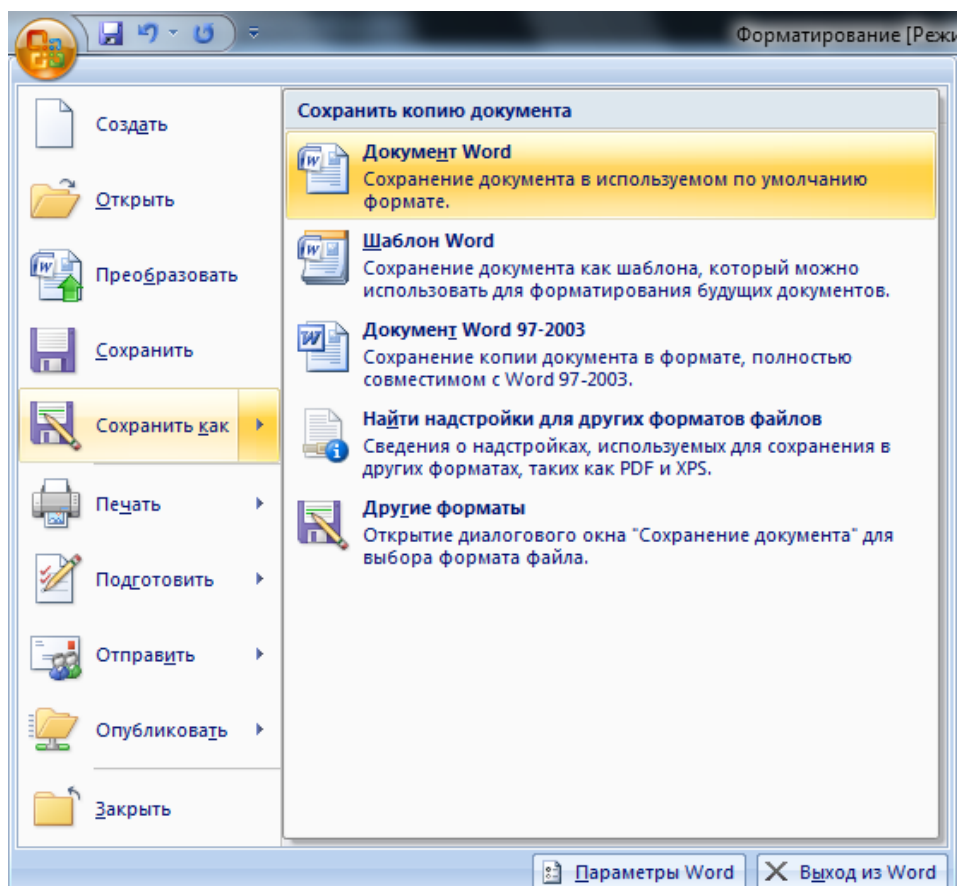 Форматирование [Режи
Создать
Открыть
Преобразовать
Сохранить
Сохранить как
Печать
Подготовить
Отправить
Опубликовать
Закрыть
Сохранить копию документа
Документ Word
Сохранение документа в используемом по умолчанию
формате.
Шаблон Word
Сохранение документа как шаблона, который можно
использовать для форматирования будущих документов.
Документ Word 97-2003
Сохранение копии документа в формате, полностью
совместимом с Word 97-2003.
Найти надстройки для других форматов файлов
Сведения о надстройках, используемых для сохранения в
других форматах, таких как PDF и XPS.
Другие форматы
Открытие диалогового окна "Сохранение документа" для
выбора формата файла.
Параметры Word
Выход из Word